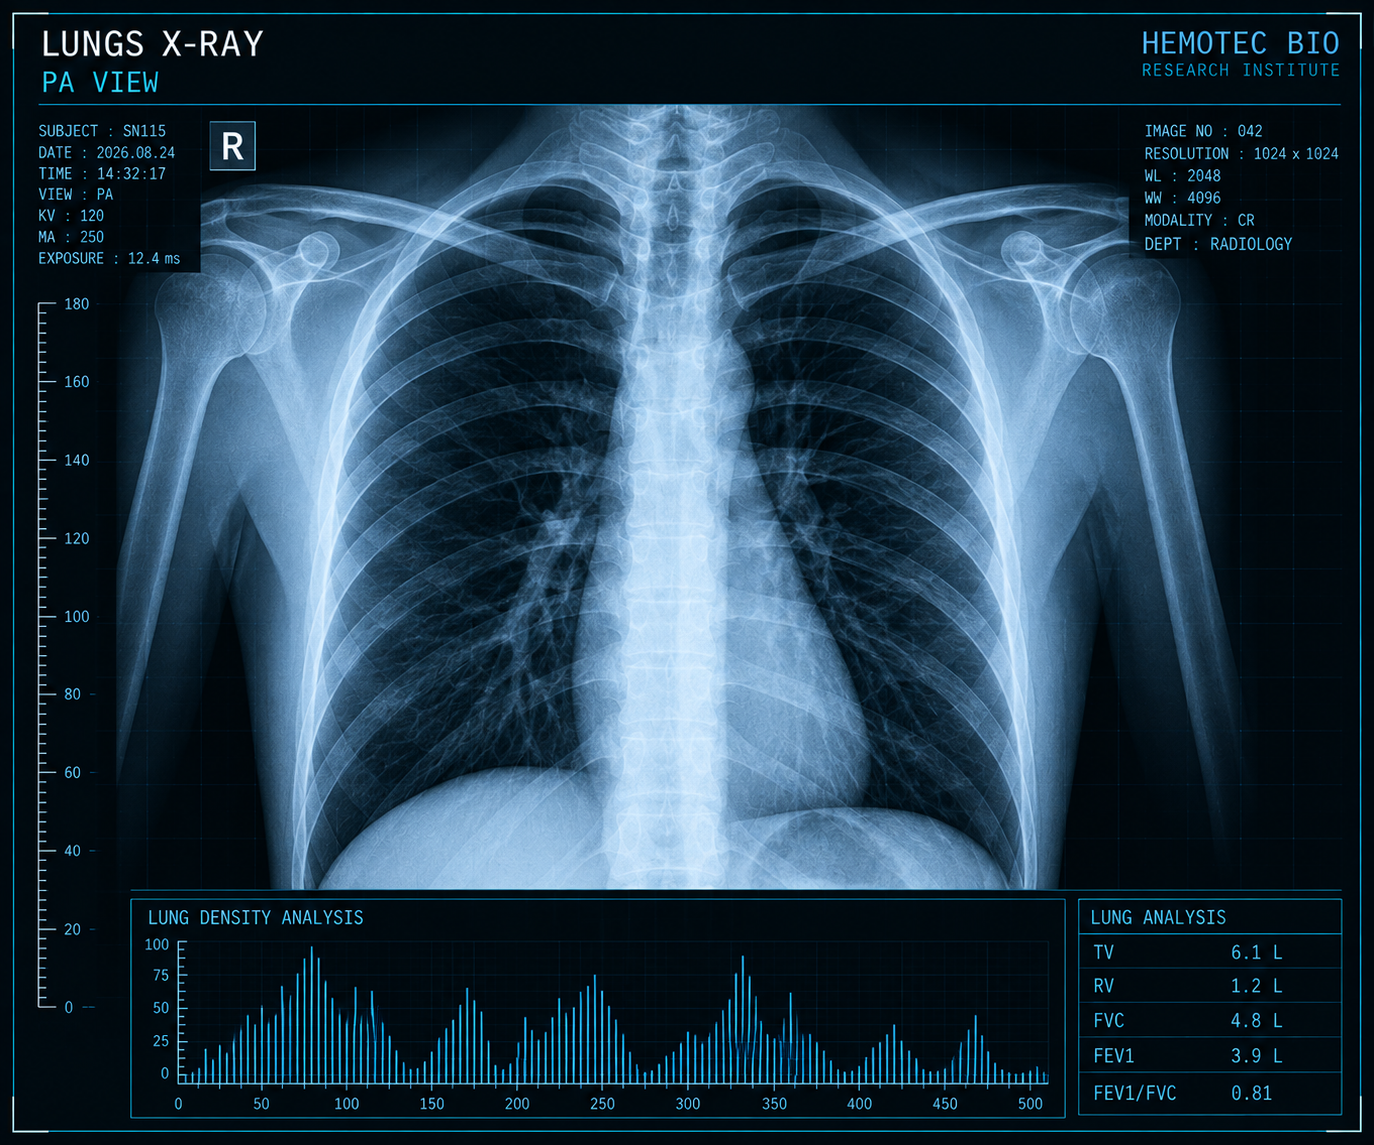 LUNGS X-RAY
PA VIEW
HEMOTEC BIO
RESEARCH INSTITUTE
SUBJECT : SN115
DATE : 2026.08.24
TIME : 14:32:17
VIEW : PA
KV : 120
MA : 250
EXPOSURE : 12.4 ms
R
IMAGE NO : 042
RESOLUTION : 1024 x 1024
WL : 2048
WW : 4096
MODALITY : CR
DEPT : RADIOLOGY
180
160
140
120
100
80
60
40
20
0
LUNG DENSITY ANALYSIS
100
75
50
25
0
0 50 100 150 200 250 300 350 400 450 500
LUNG ANALYSIS
TV 6.1 L
RV 1.2 L
FVC 4.8 L
FEV1 3.9 L
FEV1/FVC 0.81